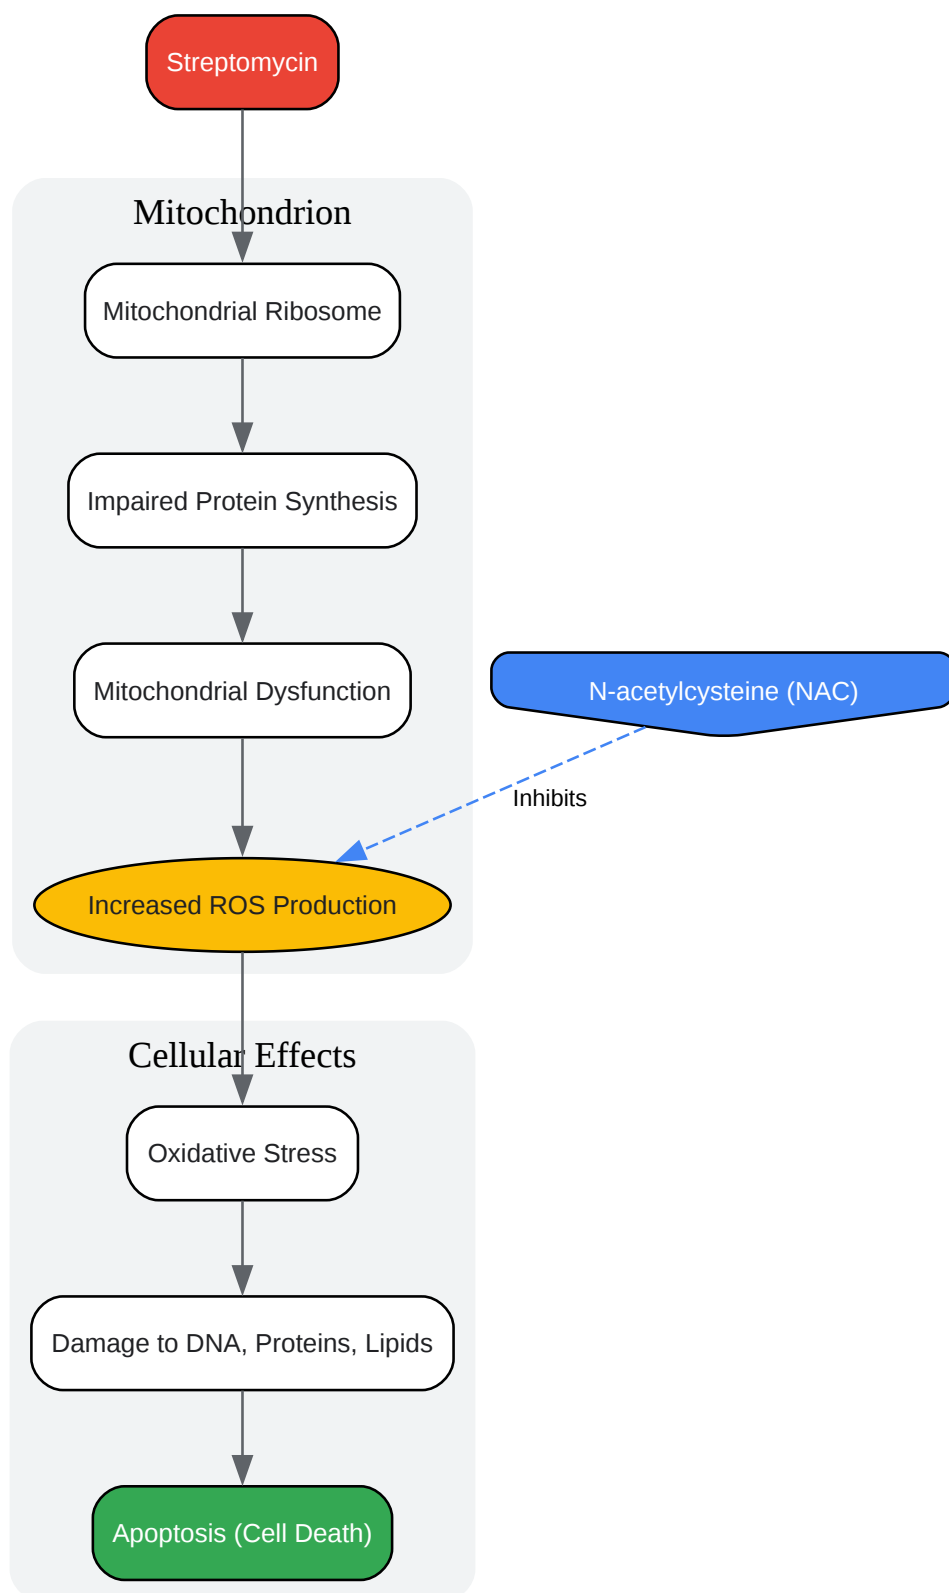 Streptomycin
Mitochondrion
Mitochondrial Ribosome
Impaired Protein Synthesis
Mitochondrial Dysfunction
N-acetylcysteine (NAC)
Inhibits
Increased ROS Production
Cellular Effects
Oxidative Stress
Damage to DNA, Proteins, Lipids
Apoptosis (Cell Death)